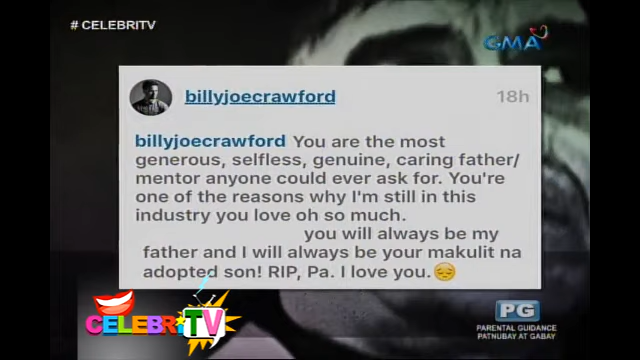 # CELEBRITV
GMA
billyjoecrawford
18h
billyjoecrawford You are the most
generous, selfless, genuine, caring father/
mentor anyone could ever ask for. You're
one of the reasons why I'm still in this
industry you love oh so much.
you will always be my
father and I will always be your makulit na
adopted son! RIP, Pa. I love you.😔
CELEBRITV
PG
PARENTAL GUIDANCE
PATNUBAY AT GABAY